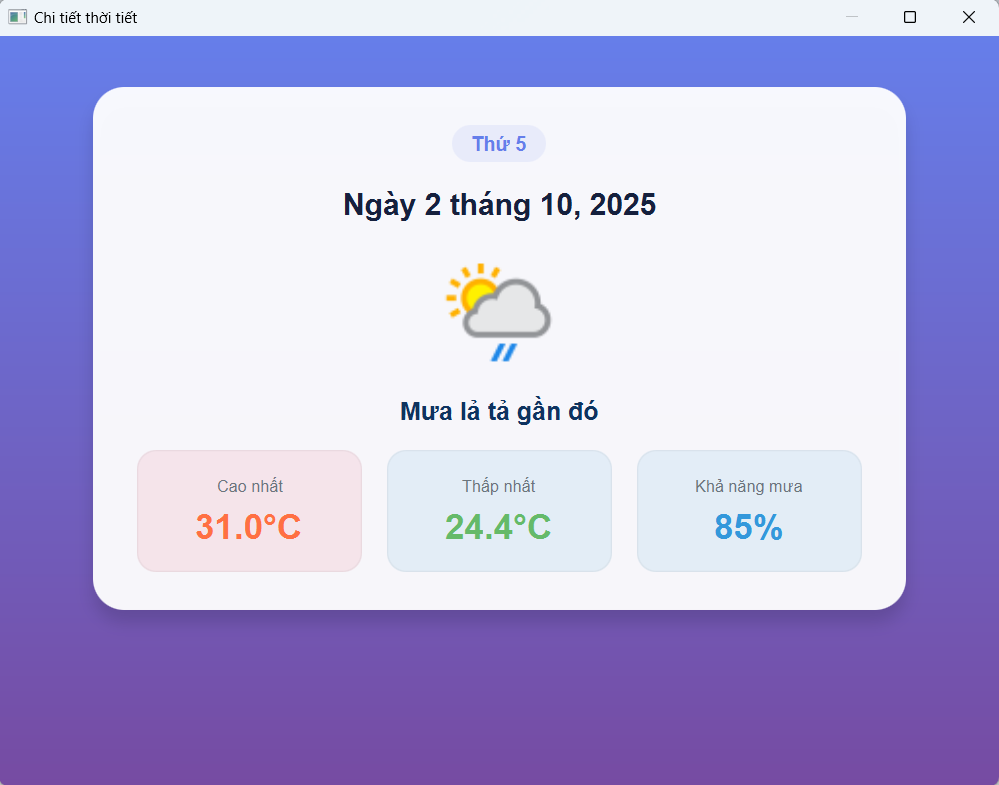 Chi tiết thời tiết
Thứ 5
Ngày 2 tháng 10, 2025
Mưa lả tả gần đó
Cao nhất
31.0°C
Thấp nhất
24.4°C
Khả năng mưa
85%